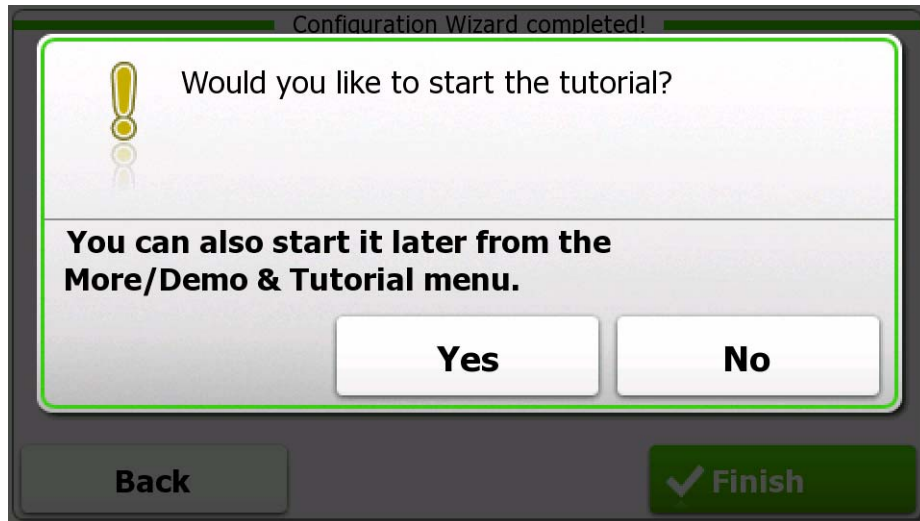 Configuration Wizard completed!
Would you like to start the tutorial?
You can also start it later from the
More/Demo & Tutorial menu.
Yes
No
Back
Finish